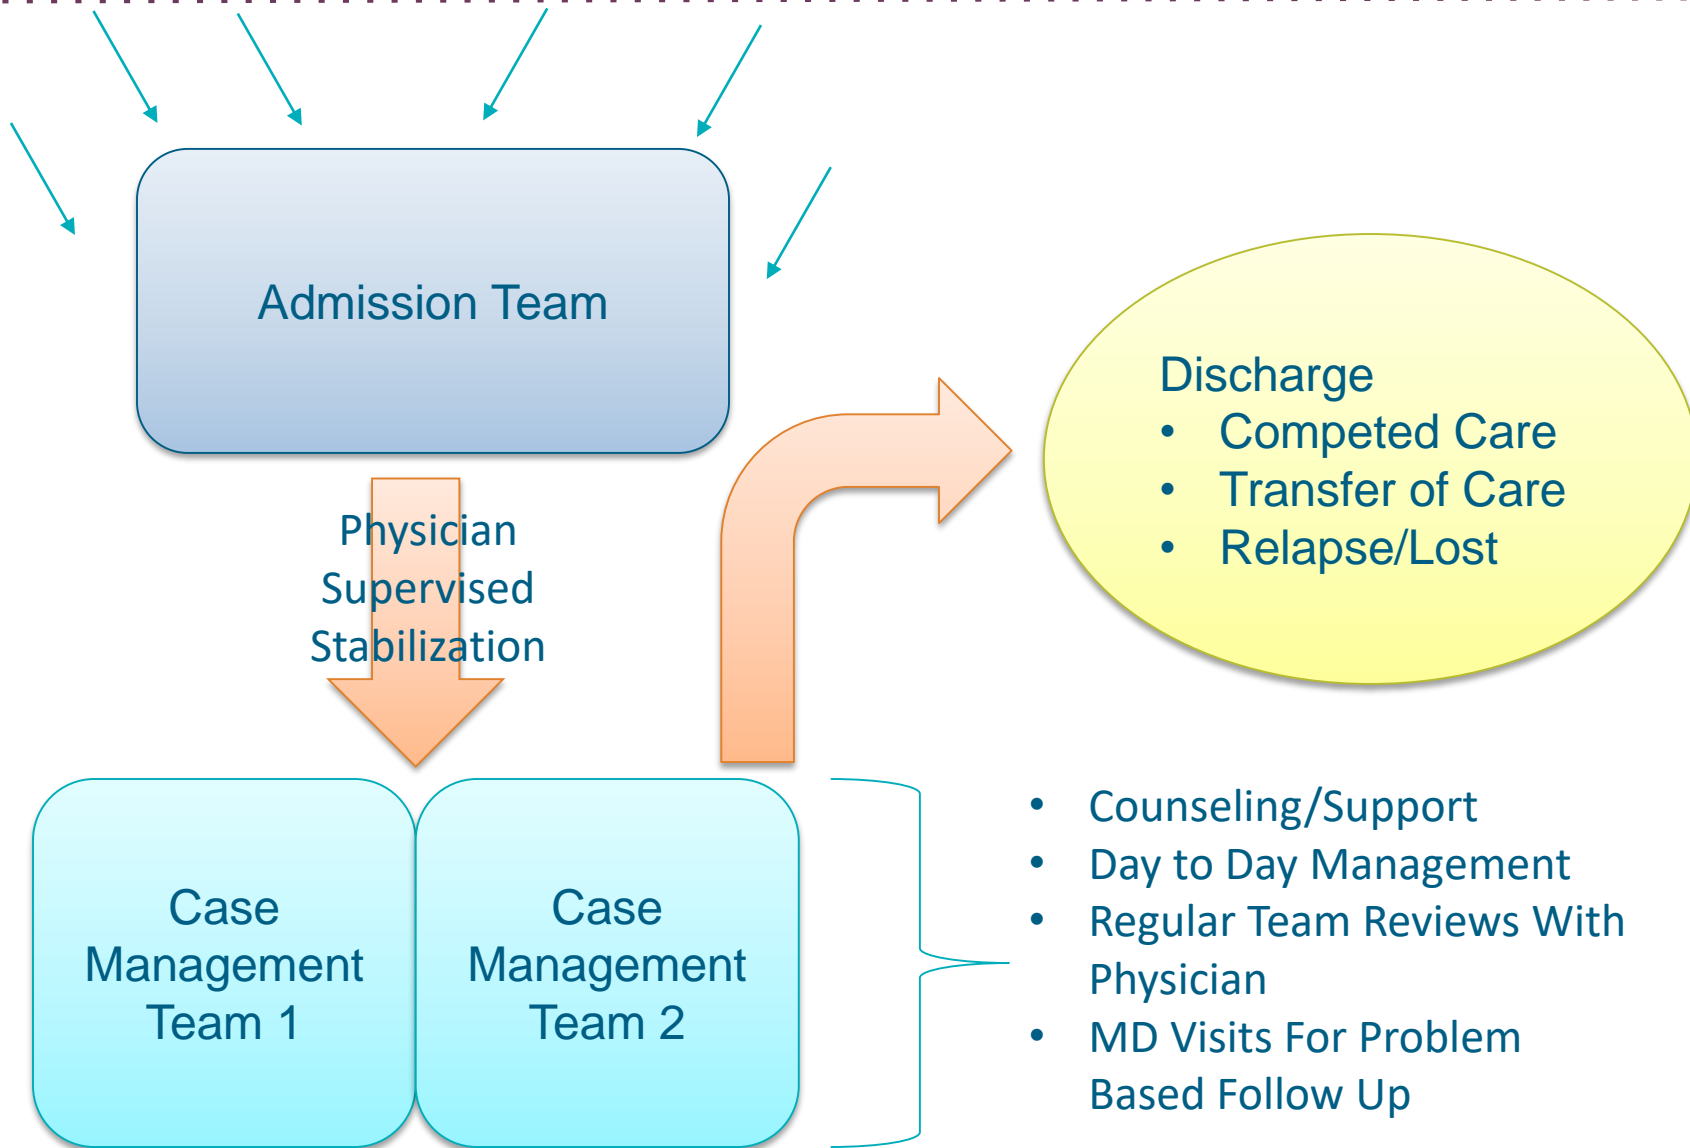 Admission Team
Physician
Supervised
Stabilization
Discharge
• Competed Care
• Transfer of Care
• Relapse/Lost
Case
Management
Team 1
Case
Management
Team 2
• Counseling/Support
• Day to Day Management
• Regular Team Reviews With
Physician
• MD Visits For Problem
Based Follow Up